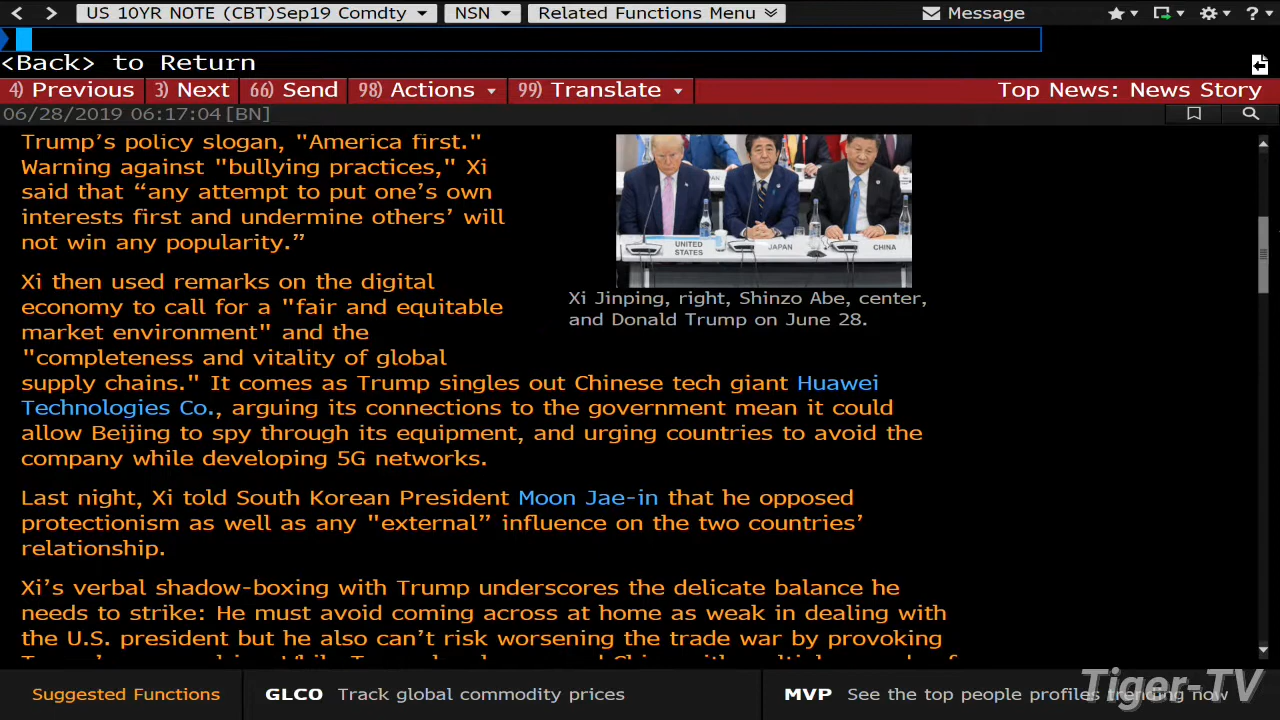 US 10YR NOTE (CBT)Sep19 Comdty
NSN
Related Functions Menu
Message
?
<Back> to Return
4) Previous
3) Next
66) Send
98) Actions
99) Translate
Top News: News Story
06/28/2019 06:17:04 [BN]
Trump’s policy slogan, "America first."
Warning against "bullying practices," Xi
said that “any attempt to put one’s own
interests first and undermine others’ will
not win any popularity.”
UNITED
STATES
JAPAN
CHINA
Xi Jinping, right, Shinzo Abe, center,
and Donald Trump on June 28.
Xi then used remarks on the digital
economy to call for a "fair and equitable
market environment" and the
"completeness and vitality of global
supply chains." It comes as Trump singles out Chinese tech giant Huawei
Technologies Co., arguing its connections to the government mean it could
allow Beijing to spy through its equipment, and urging countries to avoid the
company while developing 5G networks.
Last night, Xi told South Korean President Moon Jae-in that he opposed
protectionism as well as any "external” influence on the two countries’
relationship.
Xi’s verbal shadow-boxing with Trump underscores the delicate balance he
needs to strike: He must avoid coming across at home as weak in dealing with
the U.S. president but he also can’t risk worsening the trade war by provoking
Suggested Functions
GLCO Track global commodity prices
MVP See the top people profiles trending now
Tiger-TV